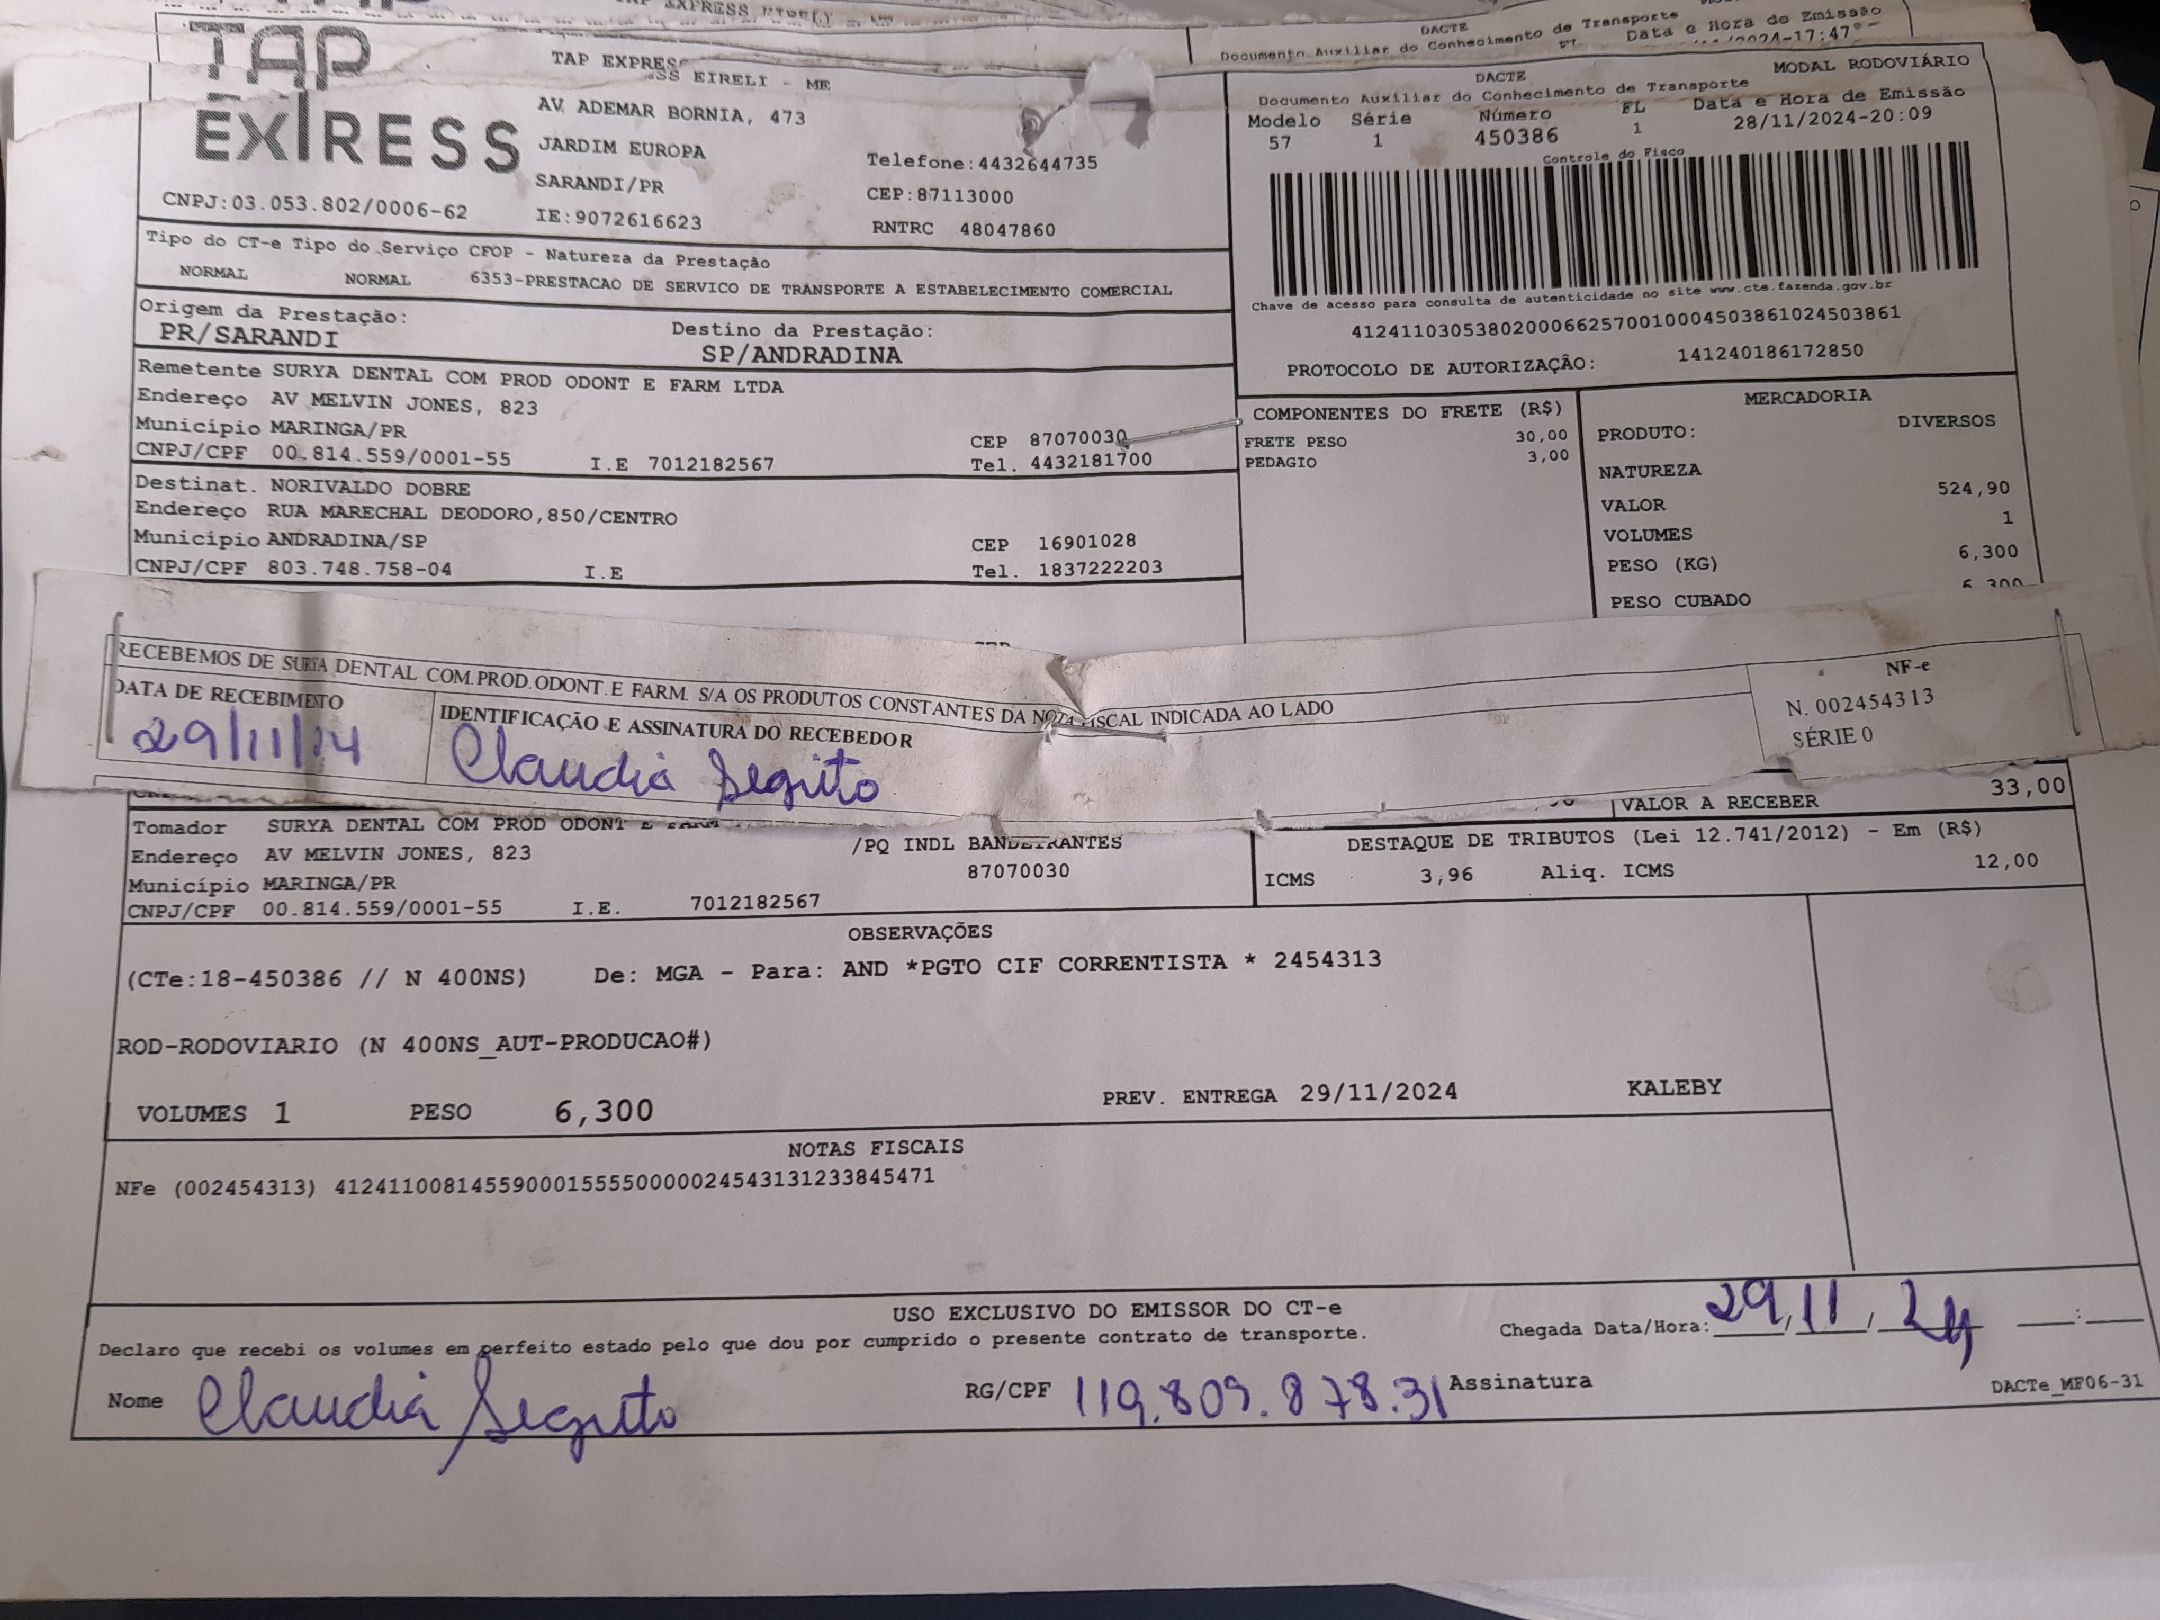 DACTE
Documento Auxiliar do Conhecimento de Transporte
Data e Hora de Emissão
TAP EXPRESS
TAP EXPRESS EIRELI - ME
AV ADEMAR BORNIA, 473
JARDIM EUROPA
Telefone:4432644735
SARANDI/PR
CEP:87113000
CNPJ:03.053.802/0006-62
IE:9072616623
RNTRC 48047860
DACTE
MODAL RODOVIÁRIO
Documento Auxiliar do Conhecimento de Transporte
Modelo Série Número FL Data e Hora de Emissão
57 1 450386 1 28/11/2024-20:09
Controle do Fisco
Chave de acesso para consulta de autenticidade no site www.cte.fazenda.gov.br
41241103053802000662570010004503861024503861
PROTOCOLO DE AUTORIZAÇÃO: 141240186172850
Tipo do CT-e Tipo do Serviço CFOP - Natureza da Prestação
NORMAL NORMAL 6353-PRESTACAO DE SERVICO DE TRANSPORTE A ESTABELECIMENTO COMERCIAL
Origem da Prestação: Destino da Prestação:
PR/SARANDI SP/ANDRADINA
Remetente SURYA DENTAL COM PROD ODONT E FARM LTDA
Endereço AV MELVIN JONES, 823
Município MARINGA/PR CEP 87070030
CNPJ/CPF 00.814.559/0001-55 I.E 7012182567 Tel. 4432181700
Destinat. NORIVALDO DOBRE
Endereço RUA MARECHAL DEODORO,850/CENTRO
Município ANDRADINA/SP CEP 16901028
CNPJ/CPF 803.748.758-04 I.E Tel. 1837222203
COMPONENTES DO FRETE (R$)
FRETE PESO 30,00
PEDAGIO 3,00
MERCADORIA
PRODUTO: DIVERSOS
NATUREZA
VALOR 524,90
VOLUMES 1
PESO (KG) 6,300
PESO CUBADO 6,300
RECEBEMOS DE SURYA DENTAL COM.PROD.ODONT.E FARM. S/A OS PRODUTOS CONSTANTES DA NOTA FISCAL INDICADA AO LADO
DATA DE RECEBIMENTO
29/11/24
IDENTIFICAÇÃO E ASSINATURA DO RECEBEDOR
Claudia Seguto
NF-e
N. 002454313
SÉRIE 0
VALOR A RECEBER 33,00
Tomador SURYA DENTAL COM PROD ODONT E FARM
Endereço AV MELVIN JONES, 823 /PQ INDL BANDEIRANTES
Município MARINGA/PR 87070030
CNPJ/CPF 00.814.559/0001-55 I.E. 7012182567
DESTAQUE DE TRIBUTOS (Lei 12.741/2012) - Em (R$)
ICMS 3,96 Aliq. ICMS 12,00
OBSERVAÇÕES
(CTe:18-450386 // N 400NS) De: MGA - Para: AND *PGTO CIF CORRENTISTA * 2454313
ROD-RODOVIARIO (N 400NS_AUT-PRODUCAO#)
VOLUMES 1 PESO 6,300 PREV. ENTREGA 29/11/2024 KALEBY
NOTAS FISCAIS
NFe (002454313) 41241100814559000155550000024543131233845471
USO EXCLUSIVO DO EMISSOR DO CT-e
Declaro que recebi os volumes em perfeito estado pelo que dou por cumprido o presente contrato de transporte.
Chegada Data/Hora: 29/11/24 :
Nome Claudia Seguto RG/CPF 119.809.878.31 Assinatura
DACTe_MF06-31